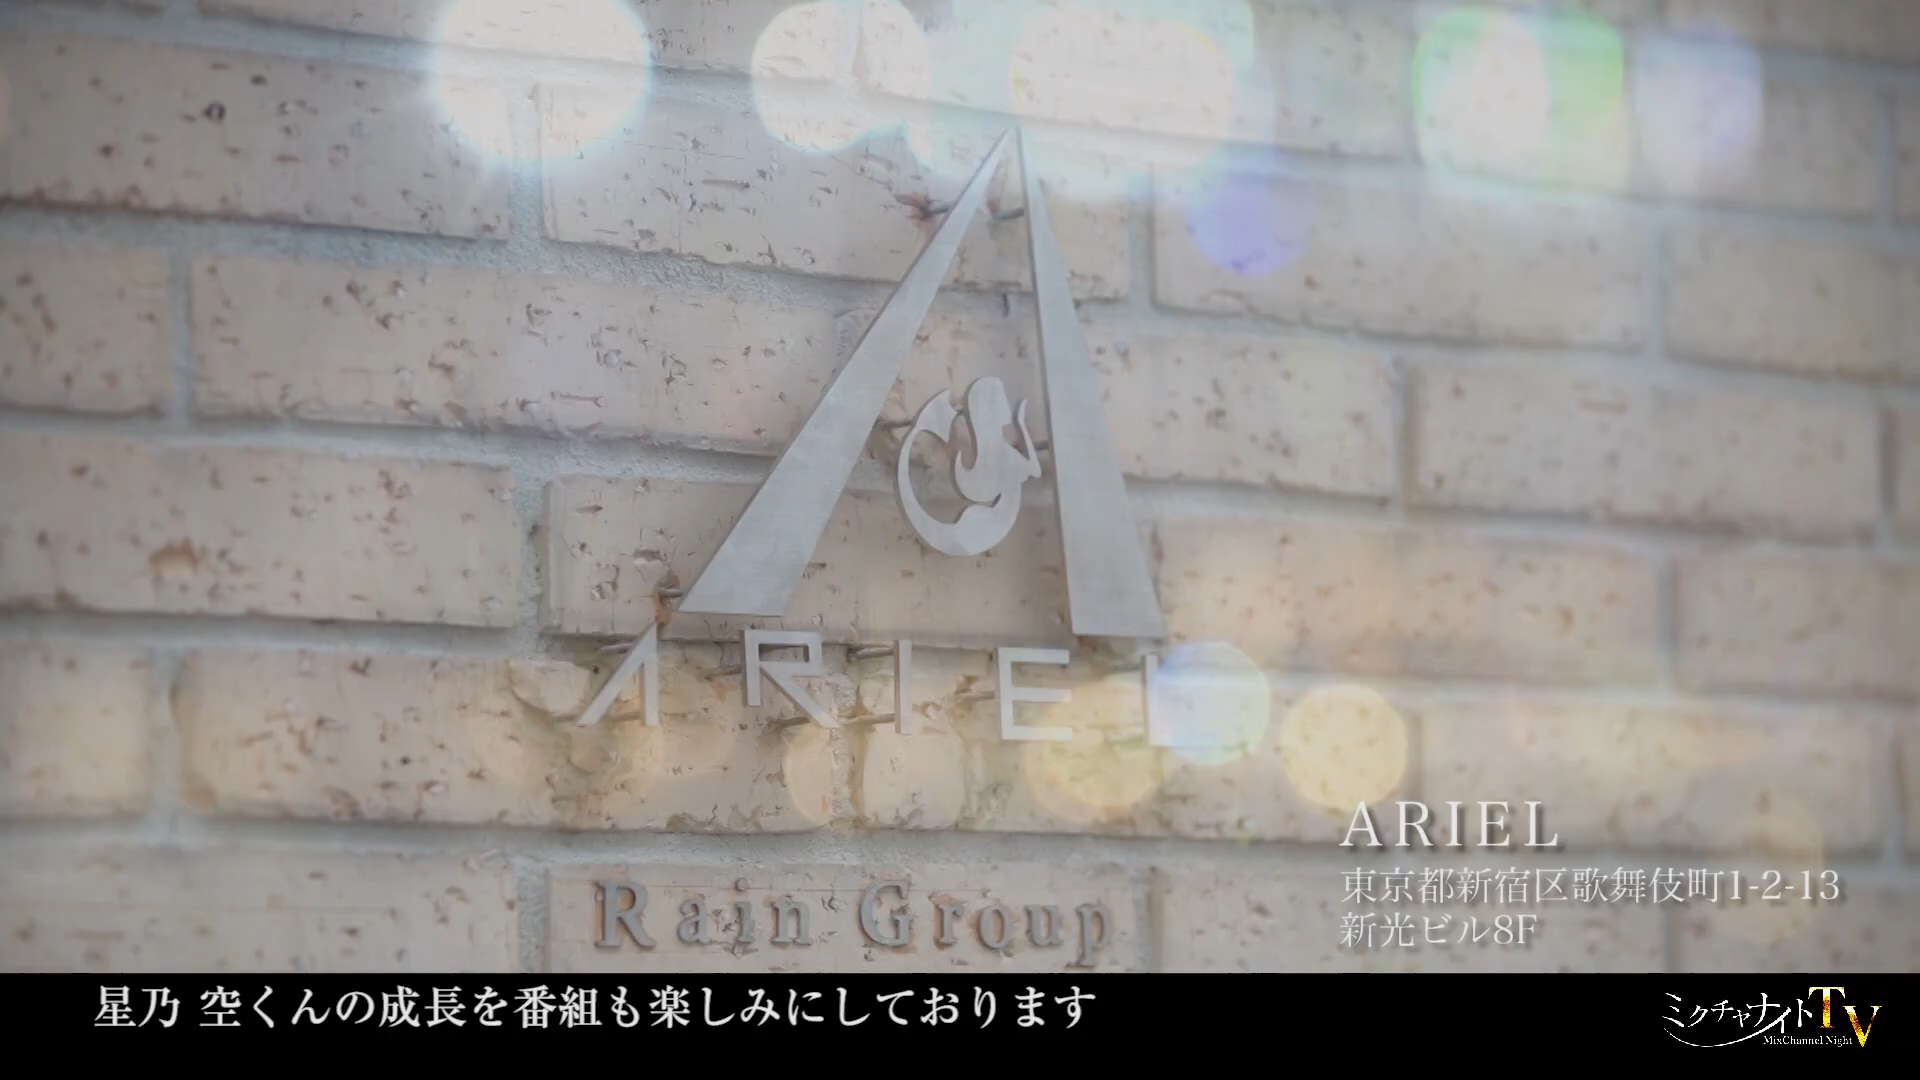 ARIEL
Rain Group
ARIEL
東京都新宿区歌舞伎町1-2-13
新光ビル8F
星乃 空くんの成長を番組も楽しみにしております
ミクチャナイトTV
MixChannel Night